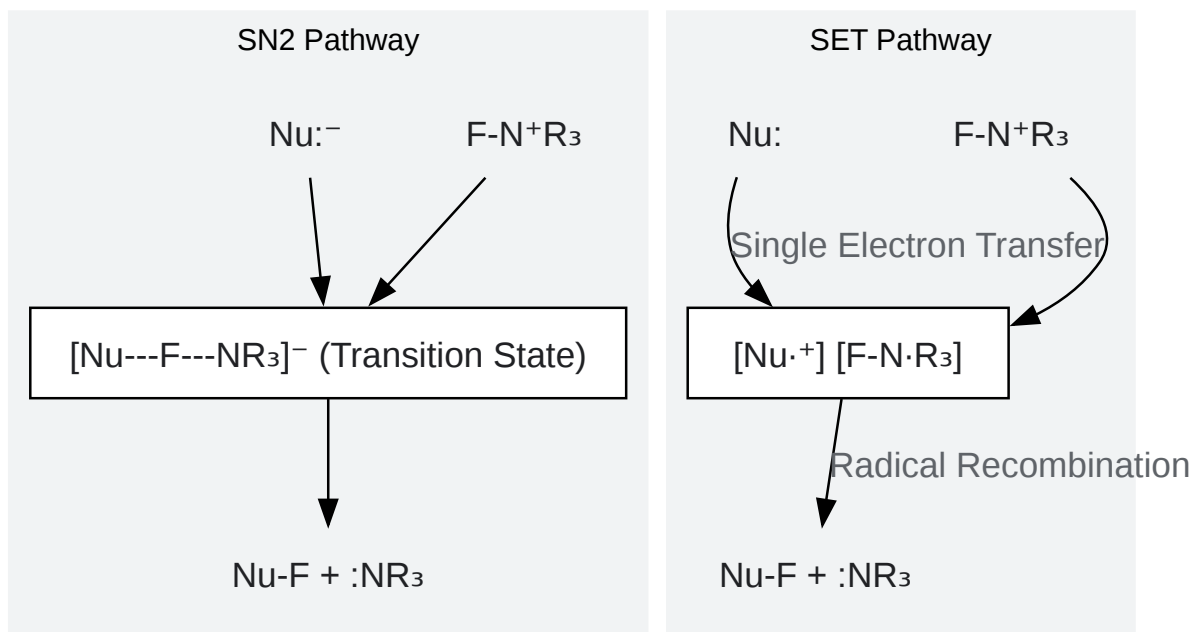 SN2 Pathway
Nu:⁻
F-N⁺R₃
[Nu---F---NR₃]⁻ (Transition State)
Nu-F + :NR₃
SET Pathway
Nu:
F-N⁺R₃
Single Electron Transfer
[Nu·⁺] [F-N·R₃]
Radical Recombination
Nu-F + :NR₃